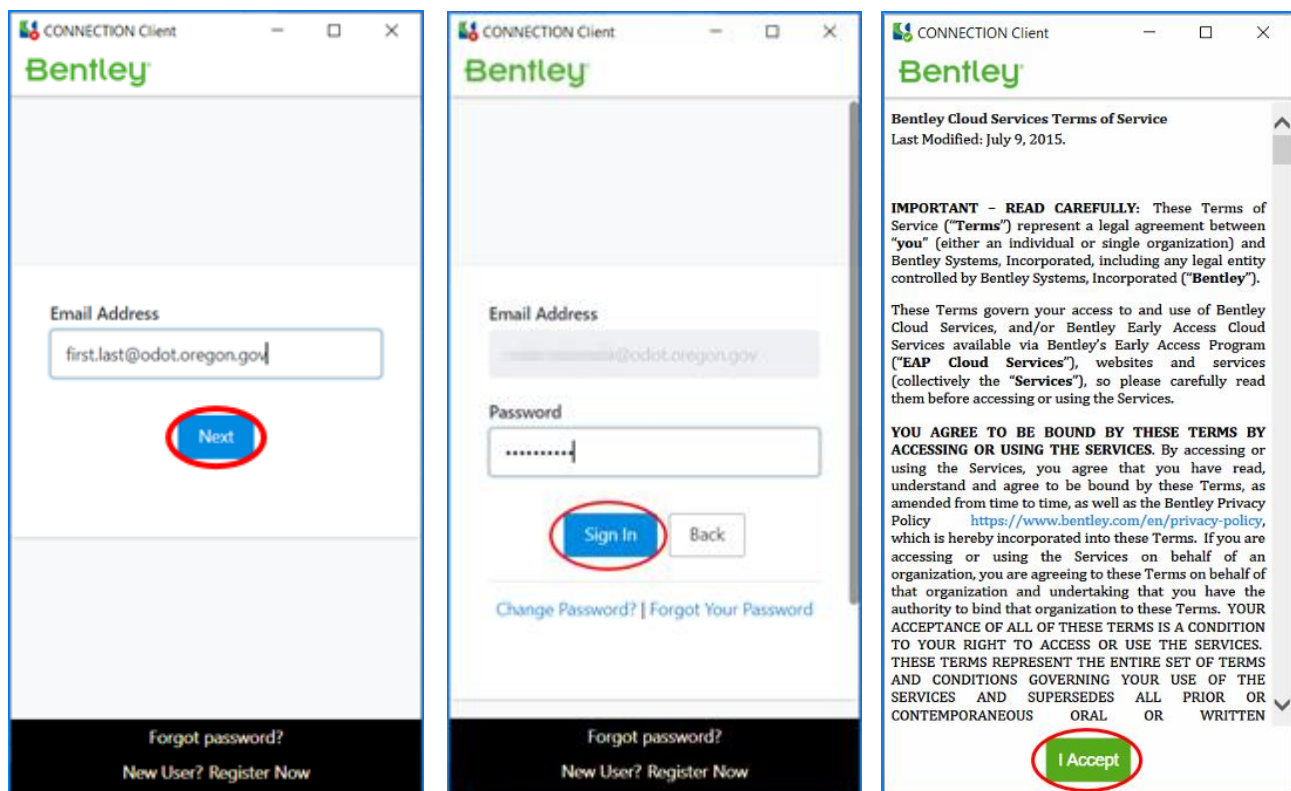 CONNECTION Client
Bentley
Email Address
first.last@odot.oregon.gov
Next
Forgot password?
New User? Register Now
CONNECTION Client
Bentley
Email Address
@odot.oregon.gov
Password
Sign In
Back
Change Password? | Forgot Your Password
Forgot password?
New User? Register Now
CONNECTION Client
Bentley
Bentley Cloud Services Terms of Service
Last Modified: July 9, 2015.
IMPORTANT – READ CAREFULLY: These Terms of
Service (“Terms”) represent a legal agreement between
“you” (either an individual or single organization) and
Bentley Systems, Incorporated, including any legal entity
controlled by Bentley Systems, Incorporated (“Bentley”).
These Terms govern your access to and use of Bentley
Cloud Services, and/or Bentley Early Access Cloud
Services available via Bentley’s Early Access Program
(“EAP Cloud Services”), websites and services
(collectively the “Services”), so please carefully read
them before accessing or using the Services.
YOU AGREE TO BE BOUND BY THESE TERMS BY
ACCESSING OR USING THE SERVICES. By accessing or
using the Services, you agree that you have read,
understand and agree to be bound by these Terms, as
amended from time to time, as well as the Bentley Privacy
Policy https://www.bentley.com/en/privacy-policy,
which is hereby incorporated into these Terms. If you are
accessing or using the Services on behalf of an
organization, you are agreeing to these Terms on behalf of
that organization and undertaking that you have the
authority to bind that organization to these Terms. YOUR
ACCEPTANCE OF ALL OF THESE TERMS IS A CONDITION
TO YOUR RIGHT TO ACCESS OR USE THE SERVICES.
THESE TERMS REPRESENT THE ENTIRE SET OF TERMS
AND CONDITIONS GOVERNING YOUR USE OF THE
SERVICES AND SUPERSEDES ALL PRIOR OR
CONTEMPORANEOUS ORAL OR WRITTEN
I Accept